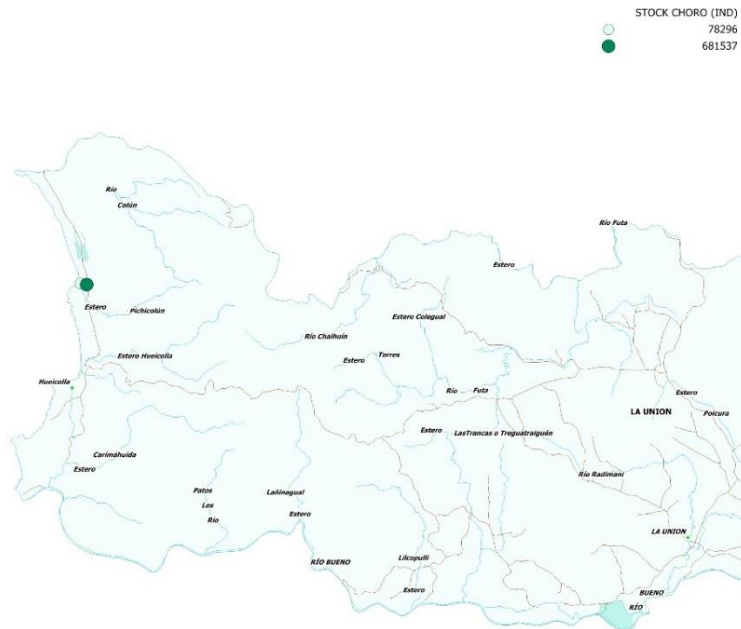 STOCK CHORO (IND)
78296
681537
Río
Colún
Río Futa
Estero
Estero
Pichicolún
Estero Colegual
Río Chaihuín
Estero Hueicolla
Estero
Torres
Hueicolla
Río
Futa
Estero
Poicura
LA UNION
Estero
LasTrancas o Treguatraiguén
Carimáhuida
Estero
Río Radimani
Patos
Los
Río
Lañinagual
Estero
LA UNION
RÍO BUENO
Lilcopulli
Estero
BUENO
RÍO